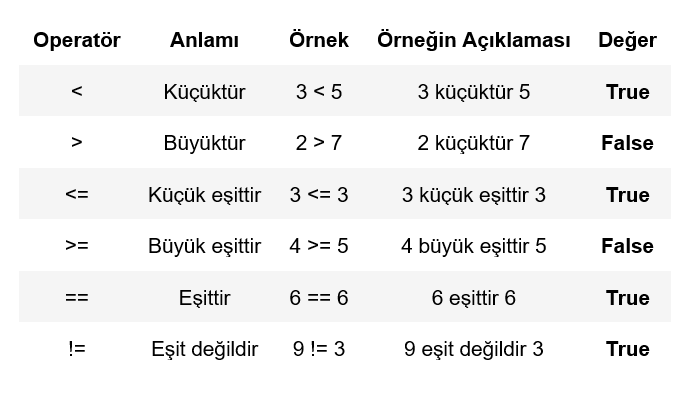 Operatör Anlamı Örnek Örneğin Açıklaması Değer
< Küçüktür 3 < 5 3 küçüktür 5 True
> Büyüktür 2 > 7 2 küçüktür 7 False
<= Küçük eşittir 3 <= 3 3 küçük eşittir 3 True
>= Büyük eşittir 4 >= 5 4 büyük eşittir 5 False
== Eşittir 6 == 6 6 eşittir 6 True
!= Eşit değildir 9 != 3 9 eşit değildir 3 True